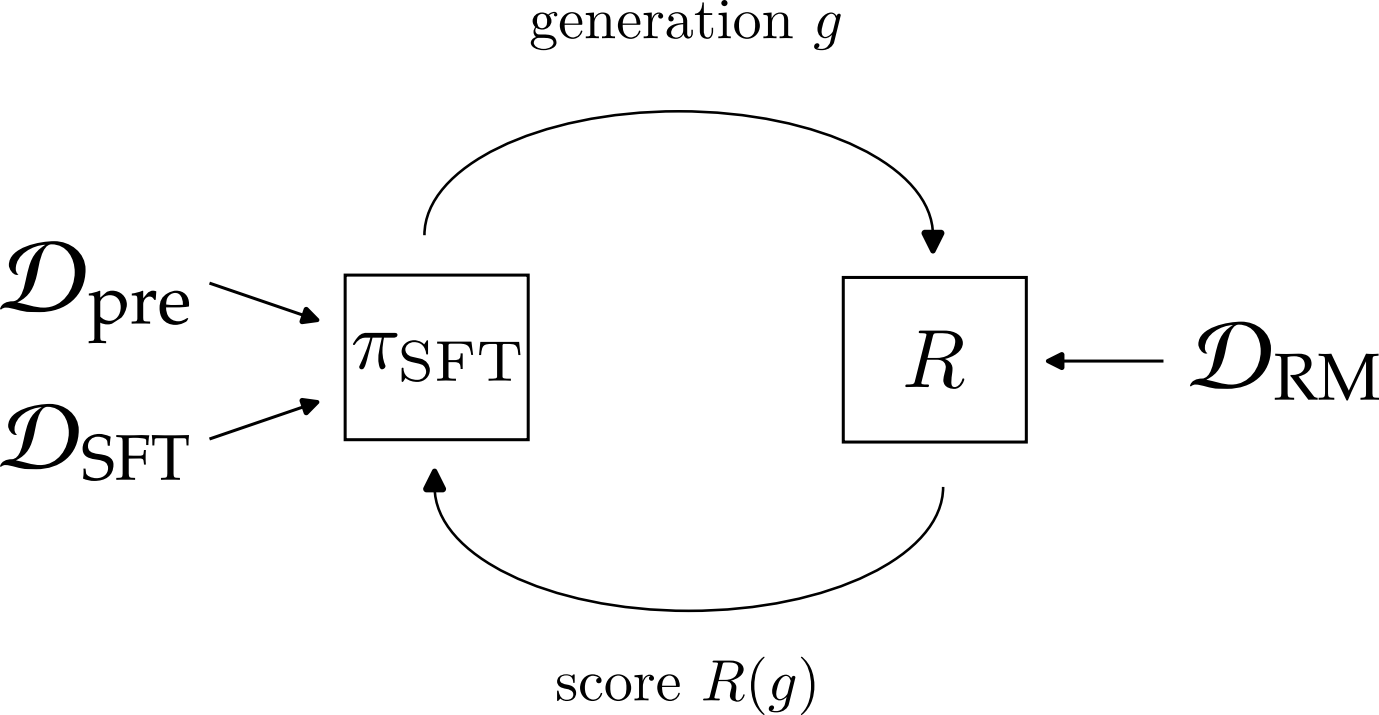 generation g
𝒟pre
πSFT
R
𝒟RM
𝒟SFT
score R(g)